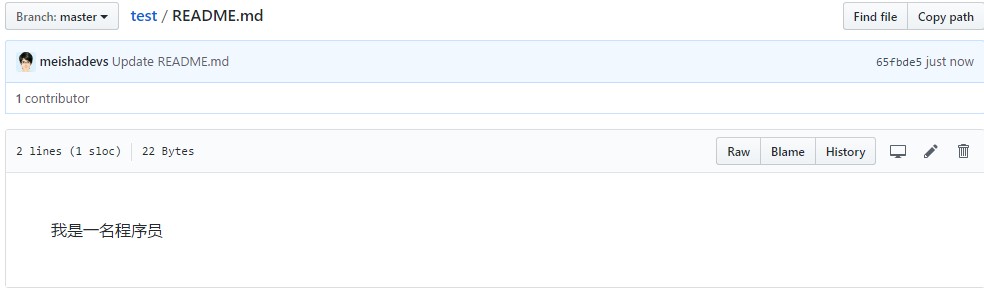 Branch: master test / README.md Find file Copy path
meishadevs Update README.md 65fbde5 just now
1 contributor
2 lines (1 sloc) 22 Bytes Raw Blame History
我是一名程序员